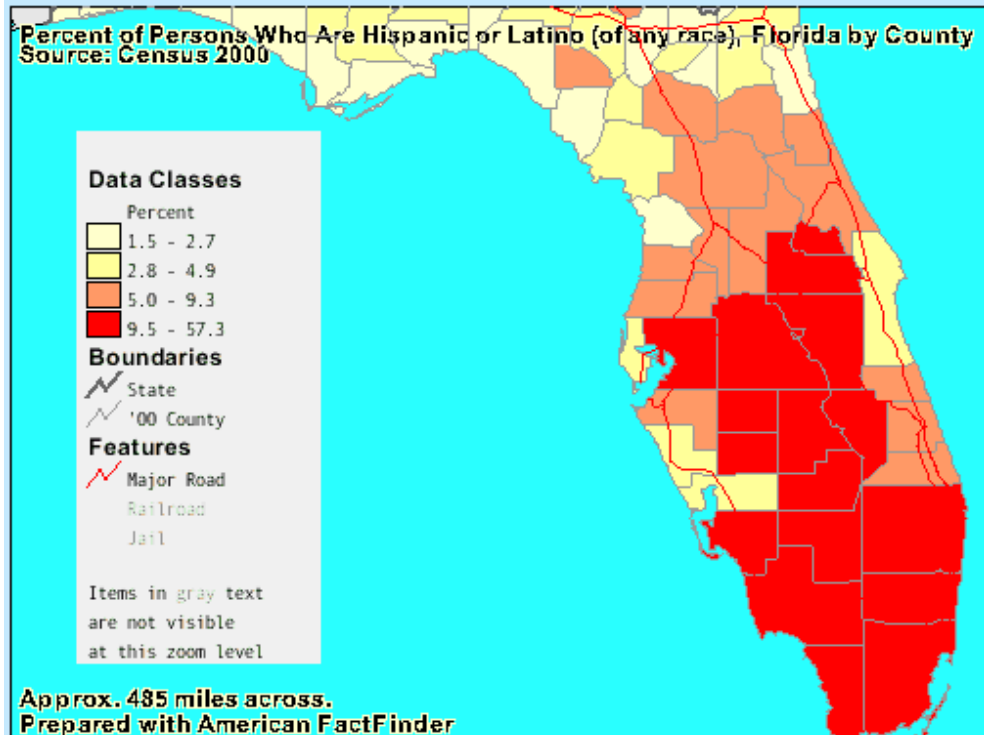 Percent of Persons Who Are Hispanic or Latino (of any race), Florida by County
Source: Census 2000
Data Classes
Percent
1.5 - 2.7
2.8 - 4.9
5.0 - 9.3
9.5 - 57.3
Boundaries
State
'00 County
Features
Major Road
Railroad
Jail
Items in gray text
are not visible
at this zoom level
Approx. 485 miles across.
Prepared with American FactFinder